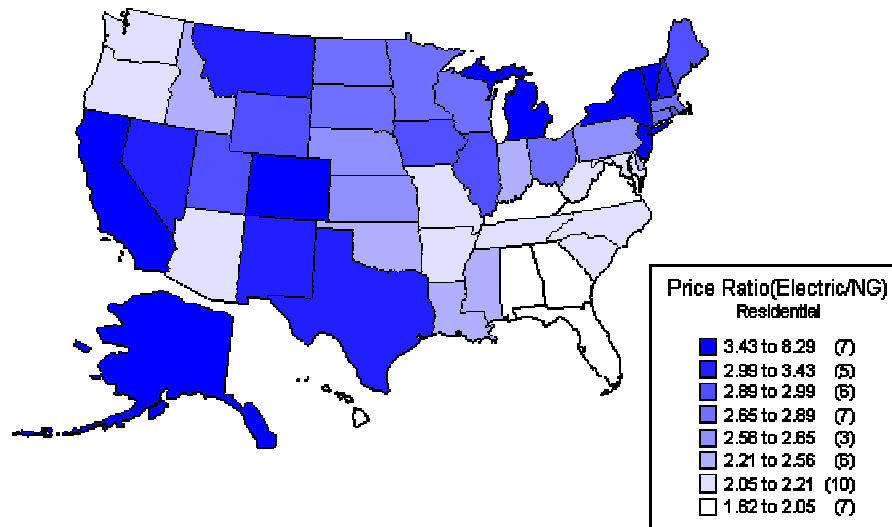 Price Ratio(Electric/NG)
Residential
3.43 to 8.29 (7)
2.99 to 3.43 (5)
2.89 to 2.99 (6)
2.65 to 2.89 (7)
2.56 to 2.65 (3)
2.21 to 2.56 (6)
2.05 to 2.21 (10)
1.62 to 2.05 (7)